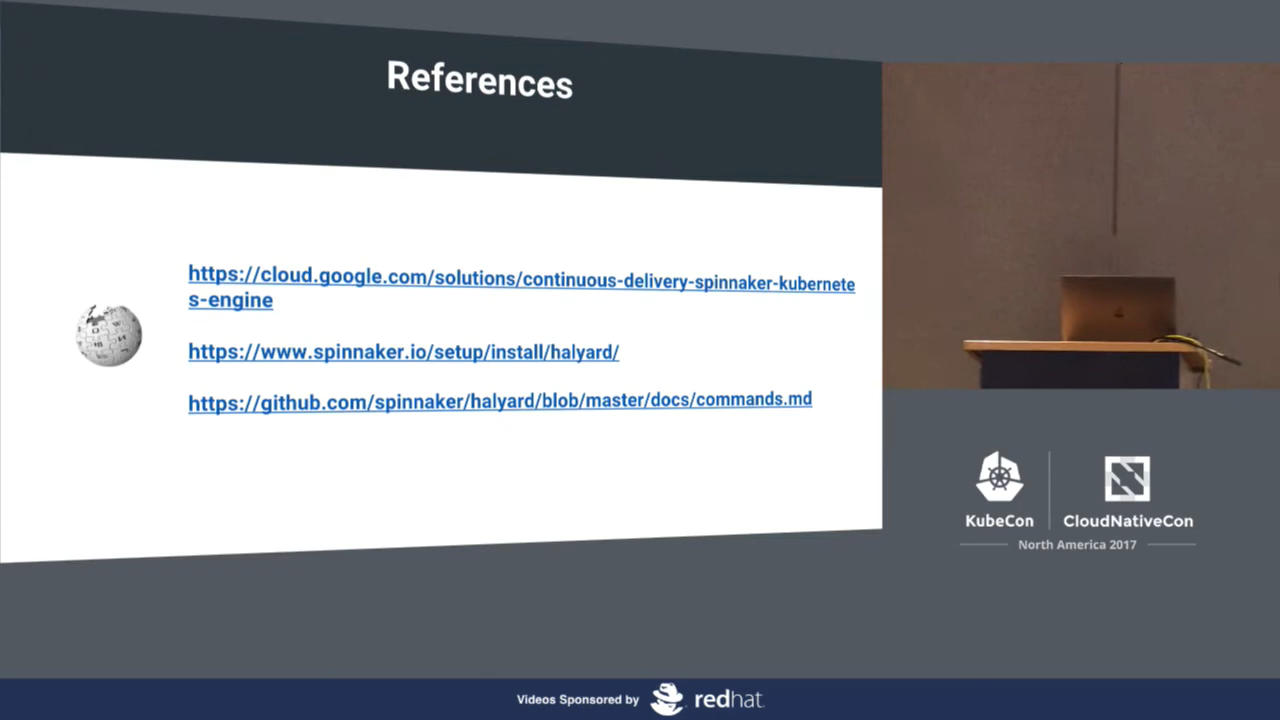 References
https://cloud.google.com/solutions/continuous-delivery-spinnaker-kubernete
s-engine
https://www.spinnaker.io/setup/install/halyard/
https://github.com/spinnaker/halyard/blob/master/docs/commands.md
KubeCon
CloudNativeCon
North America 2017
Videos Sponsored by
redhat